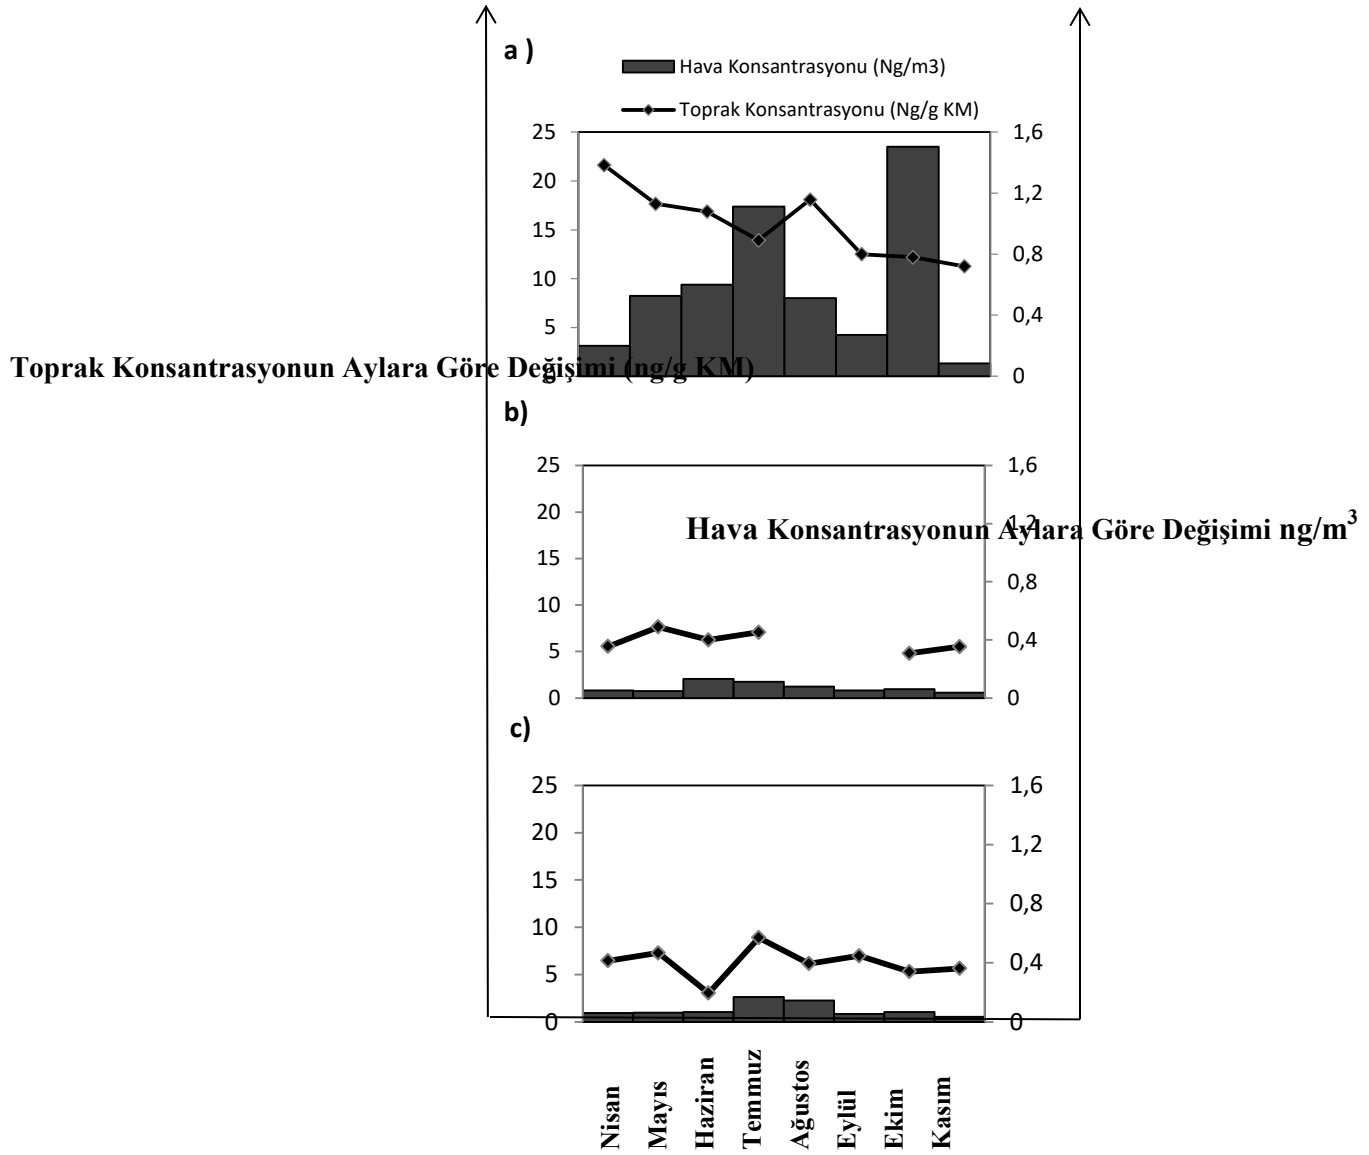 a )
Hava Konsantrasyonu (Ng/m3)
Toprak Konsantrasyonu (Ng/g KM)
25 1,6
20 1,2
15 0,8
10 0,4
5 0
0
Toprak Konsantrasyonun Aylara Göre Değişimi (ng/g KM)
b)
25 1,6
20 1,2
15 0,8
10 0,4
5 0
0
Hava Konsantrasyonun Aylara Göre Değişimi ng/m³
c)
25 1,6
20 1,2
15 0,8
10 0,4
5 0
0
Nisan
Mayıs
Haziran
Temmuz
Ağustos
Eylül
Ekim
Kasım